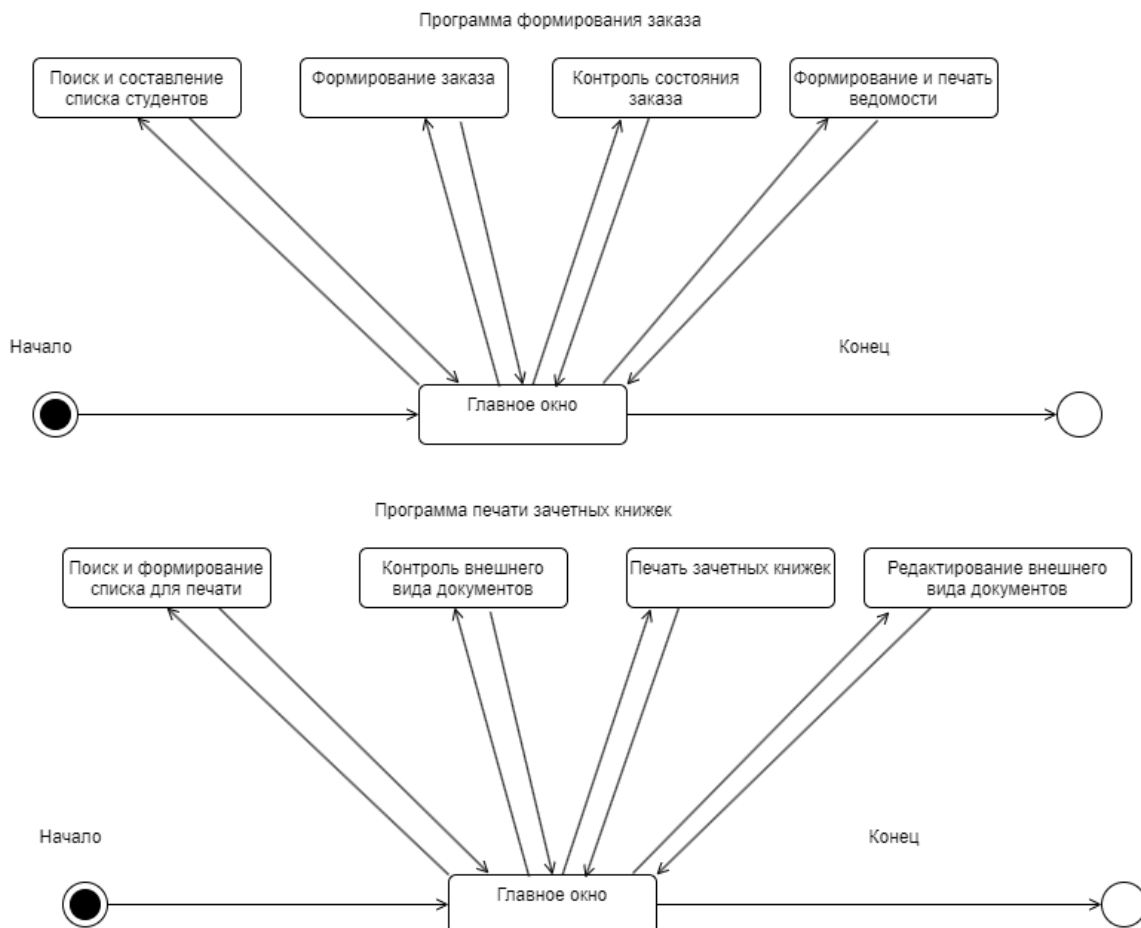 Программа формирования заказа
Поиск и составление
списка студентов
Формирование заказа
Контроль состояния
заказа
Формирование и печать
ведомости
Начало
Конец
Главное окно
Программа печати зачетных книжек
Поиск и формирование
списка для печати
Контроль внешнего
вида документов
Печать зачетных книжек
Редактирование внешнего
вида документов
Начало
Конец
Главное окно